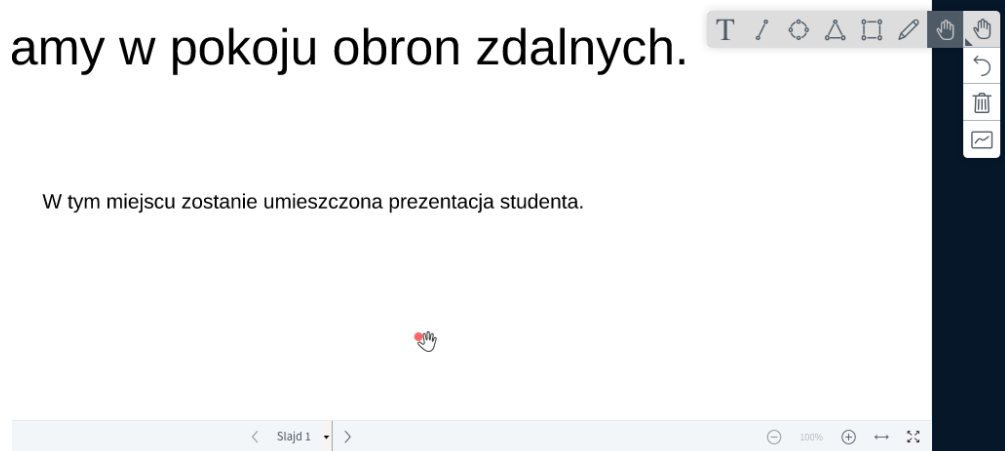 amy w pokoju obron zdalnych.
T
W tym miejscu zostanie umieszczona prezentacja studenta.
Slajd 1
100%